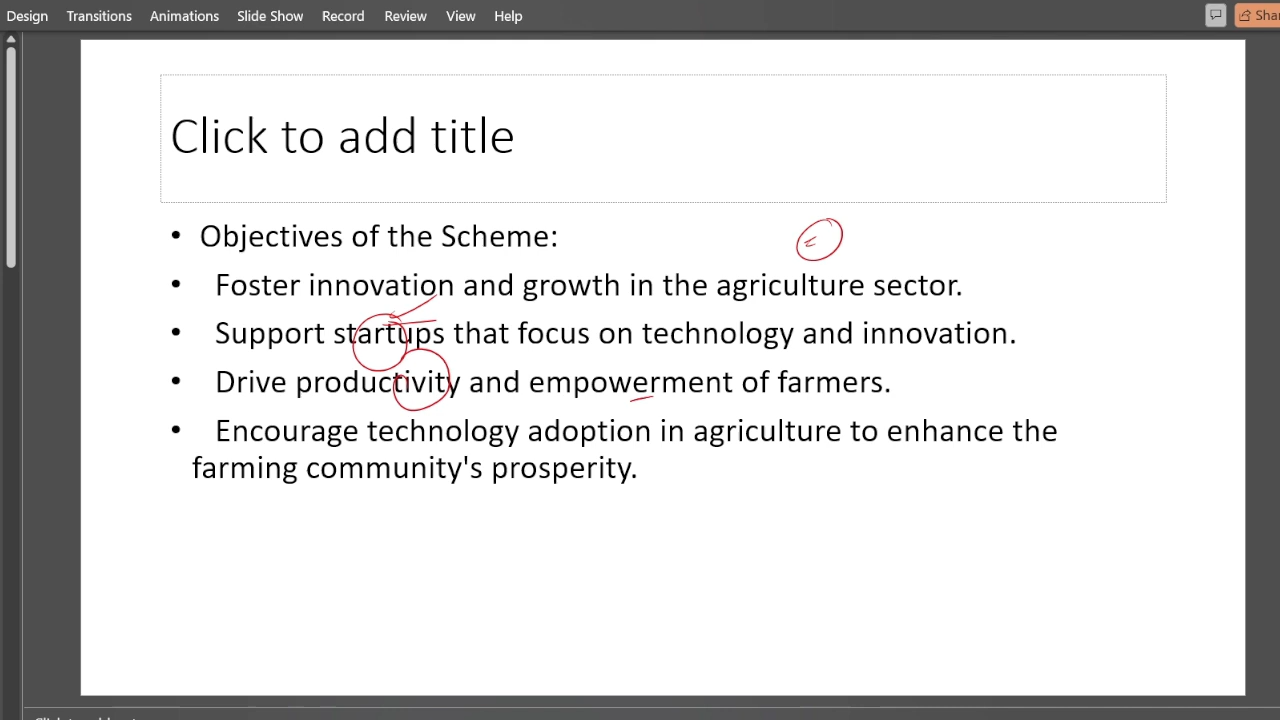 Design Transitions Animations Slide Show Record Review View Help
Click to add title
• Objectives of the Scheme:
• Foster innovation and growth in the agriculture sector.
• Support startups that focus on technology and innovation.
• Drive productivity and empowerment of farmers.
• Encourage technology adoption in agriculture to enhance the
farming community's prosperity.